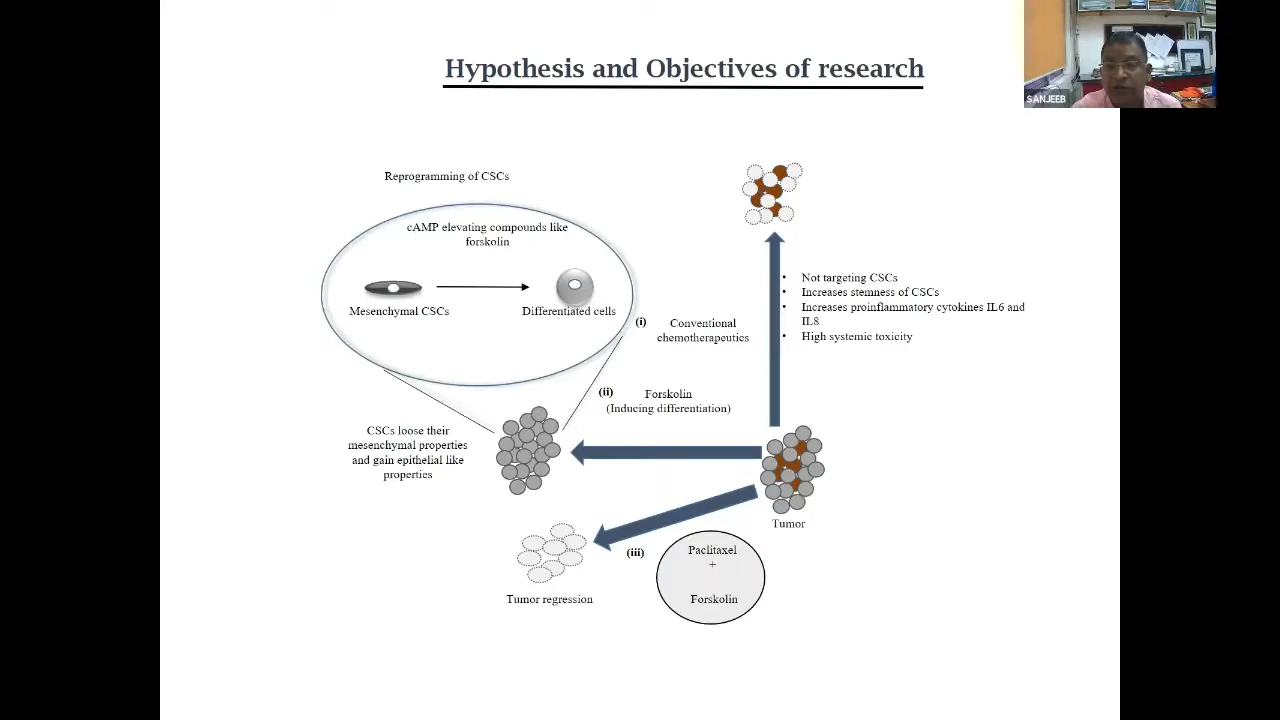 Hypothesis and Objectives of research
SANJEEB
Reprogramming of CSCs
cAMP elevating compounds like
forskolin
Mesenchymal CSCs
Differentiated cells
(i)
Conventional
chemotherapeutics
• Not targeting CSCs
• Increases stemness of CSCs
• Increases proinflammatory cytokines IL6 and
IL8
• High systemic toxicity
(ii)
Forskolin
(Inducing differentiation)
CSCs loose their
mesenchymal properties
and gain epithelial like
properties
Tumor
(iii)
Paclitaxel
+
Forskolin
Tumor regression